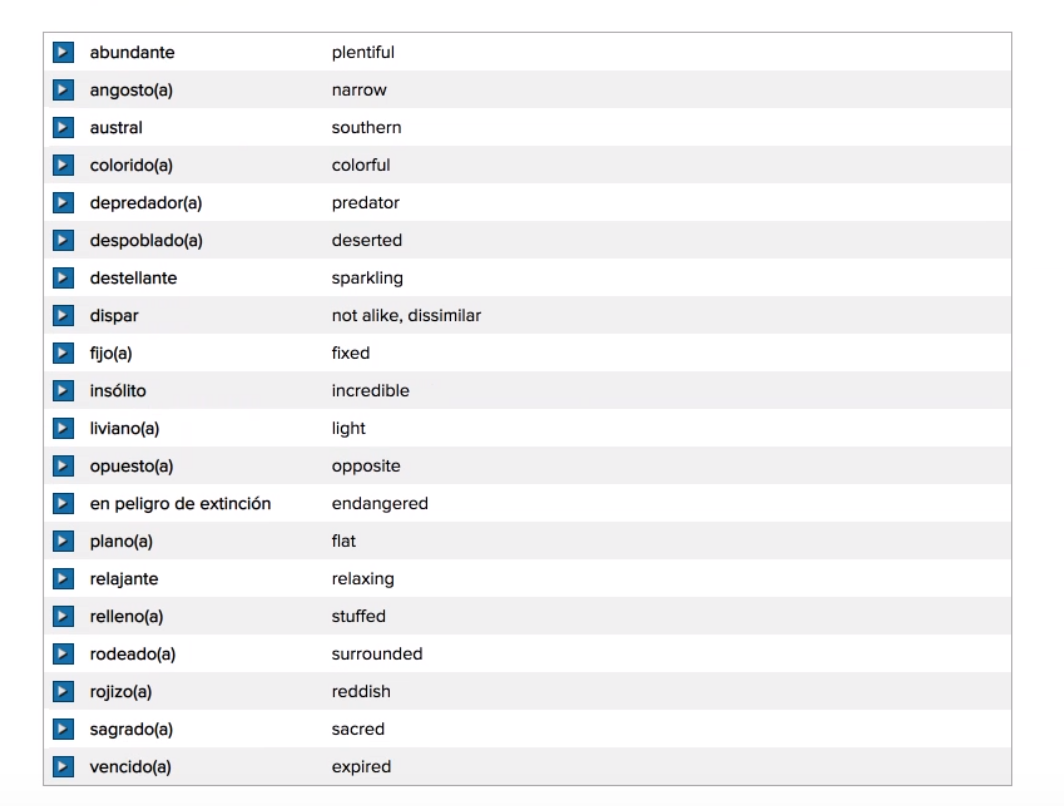 abundante plentiful
angosto(a) narrow
austral southern
colorido(a) colorful
depredador(a) predator
despoblado(a) deserted
destellante sparkling
dispar not alike, dissimilar
fijo(a) fixed
insólito incredible
liviano(a) light
opuesto(a) opposite
en peligro de extinción endangered
plano(a) flat
relajante relaxing
relleno(a) stuffed
rodeado(a) surrounded
rojizo(a) reddish
sagrado(a) sacred
vencido(a) expired